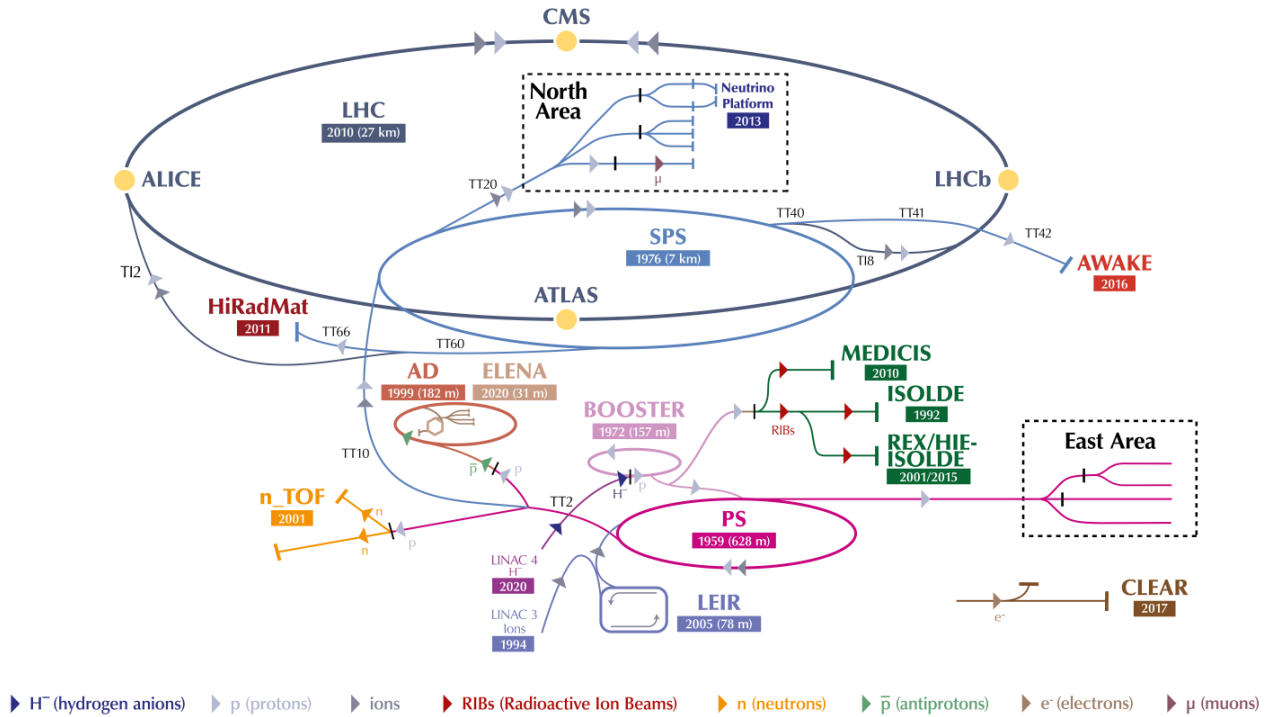 CMS
North
Area
Neutrino
Platform
2013
LHC
2010 (27 km)
ALICE
LHCb
μ
TT20
TT40
TT41
TT42
SPS
1976 (7 km)
TI8
AWAKE
2016
TI2
HiRadMat
2011
ATLAS
TT66
TT60
MEDICIS
2010
AD
1999 (182 m)
ELENA
2020 (31 m)
ISOLDE
1992
BOOSTER
1972 (157 m)
RIBs
REX/HIE-
ISOLDE
2001/2015
East Area
TT10
p̅
p
H⁻
p
n_TOF
2001
TT2
n
n
p
PS
1959 (628 m)
LINAC 4
H⁻
2020
LINAC 3
Ions
1994
LEIR
2005 (78 m)
CLEAR
2017
e⁻
H⁻ (hydrogen anions) p (protons) ions RIBs (Radioactive Ion Beams) n (neutrons) p̅ (antiprotons) e⁻ (electrons) μ (muons)